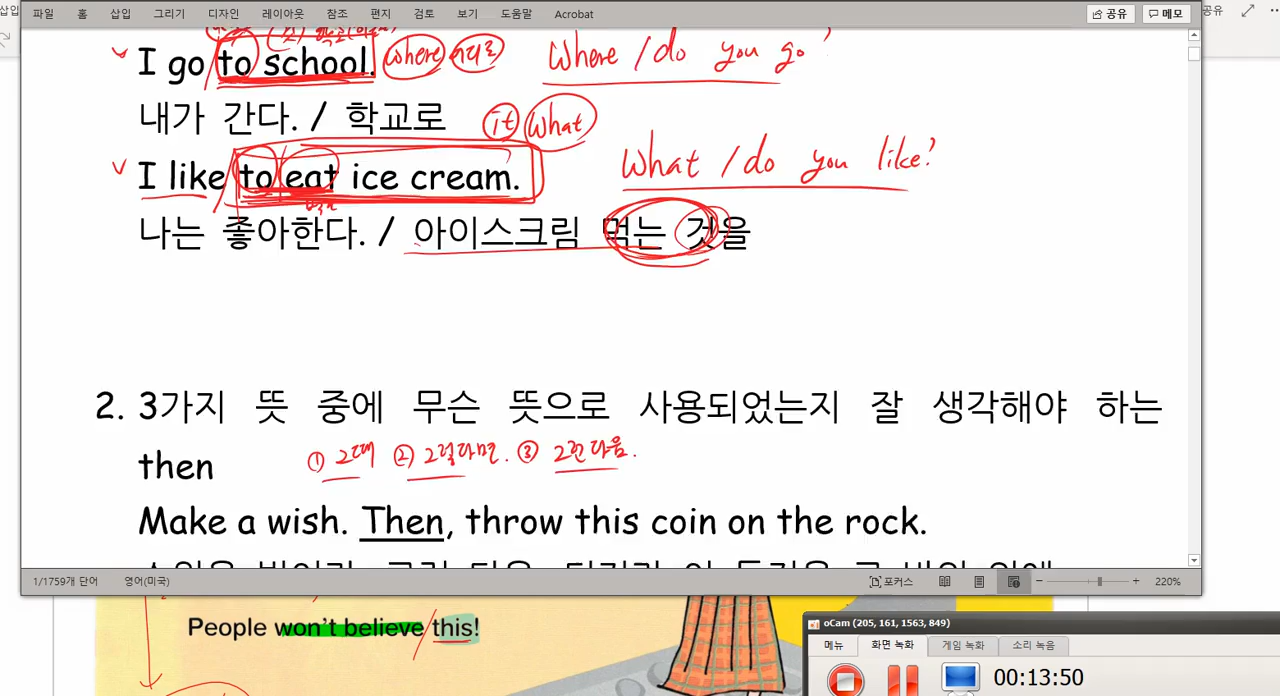 삽입
파일 홈 삽입 그리기 디자인 레이아웃 참조 편지 검토 보기 도움말 Acrobat 공유 메모 공유
I go to school. where 어디로 Where / do you go?
내가 간다. / 학교로 it what
I like to eat ice cream. What / do you like?
나는 좋아한다. / 아이스크림 먹는 것을
2. 3가지 뜻 중에 무슨 뜻으로 사용되었는지 잘 생각해야 하는
then ① 그때 ② 그렇다면. ③ 그런다음.
Make a wish. Then, throw this coin on the rock.
1/1759개 단어 영어(미국) 포커스 220%
People won't believe / this!
oCam (205, 161, 1563, 849)
메뉴 화면 녹화 게임 녹화 소리 녹음
00:13:50